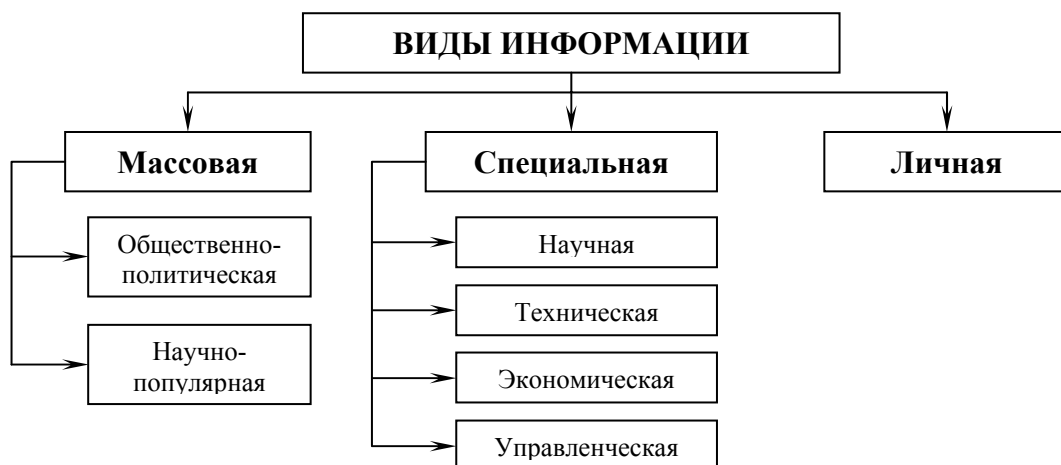 ВИДЫ ИНФОРМАЦИИ
Массовая
Специальная
Личная
Общественно-
политическая
Научно-
популярная
Научная
Техническая
Экономическая
Управленческая